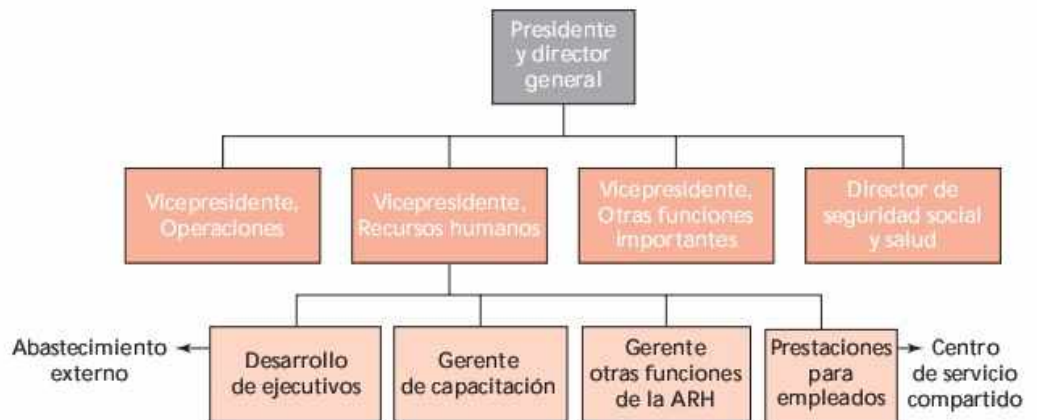 Presidente
y director
general
Vicepresidente,
Operaciones
Vicepresidente,
Recursos humanos
Vicepresidente,
Otras funciones
importantes
Director de
seguridad social
y salud
Abastecimiento
externo
Desarrollo
de ejecutivos
Gerente
de capacitación
Gerente
otras funciones
de la ARH
Prestaciones
para
empleados
Centro
de servicio
compartido